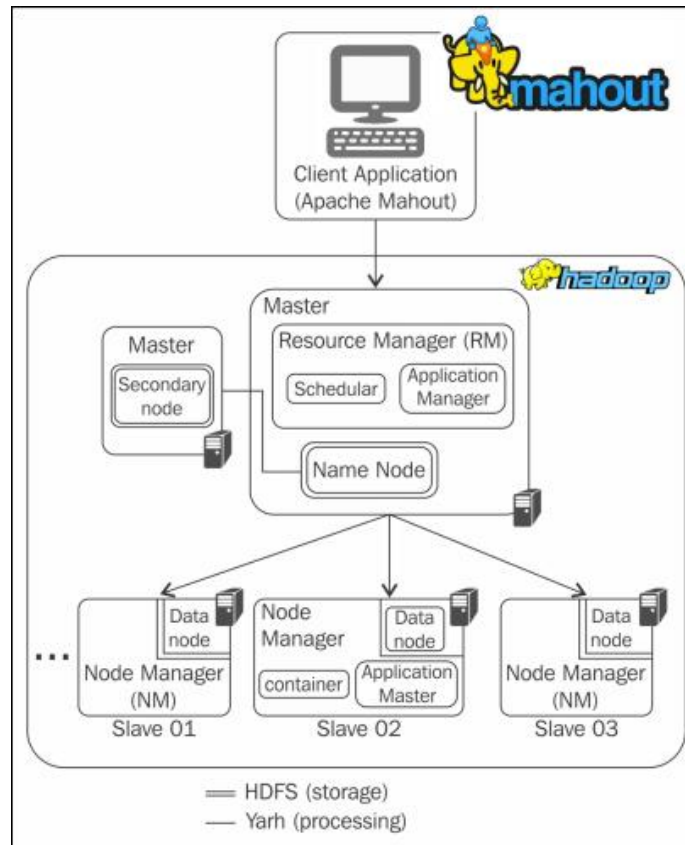 mahout
Client Application
(Apache Mahout)
hadoop
Master
Resource Manager (RM)
Schedular
Application
Manager
Name Node
Master
Secondary
node
Data
node
Node Manager
(NM)
Slave 01
Node
Manager
Data
node
container
Application
Master
Slave 02
Data
node
Node Manager
(NM)
Slave 03
...
HDFS (storage)
Yarh (processing)